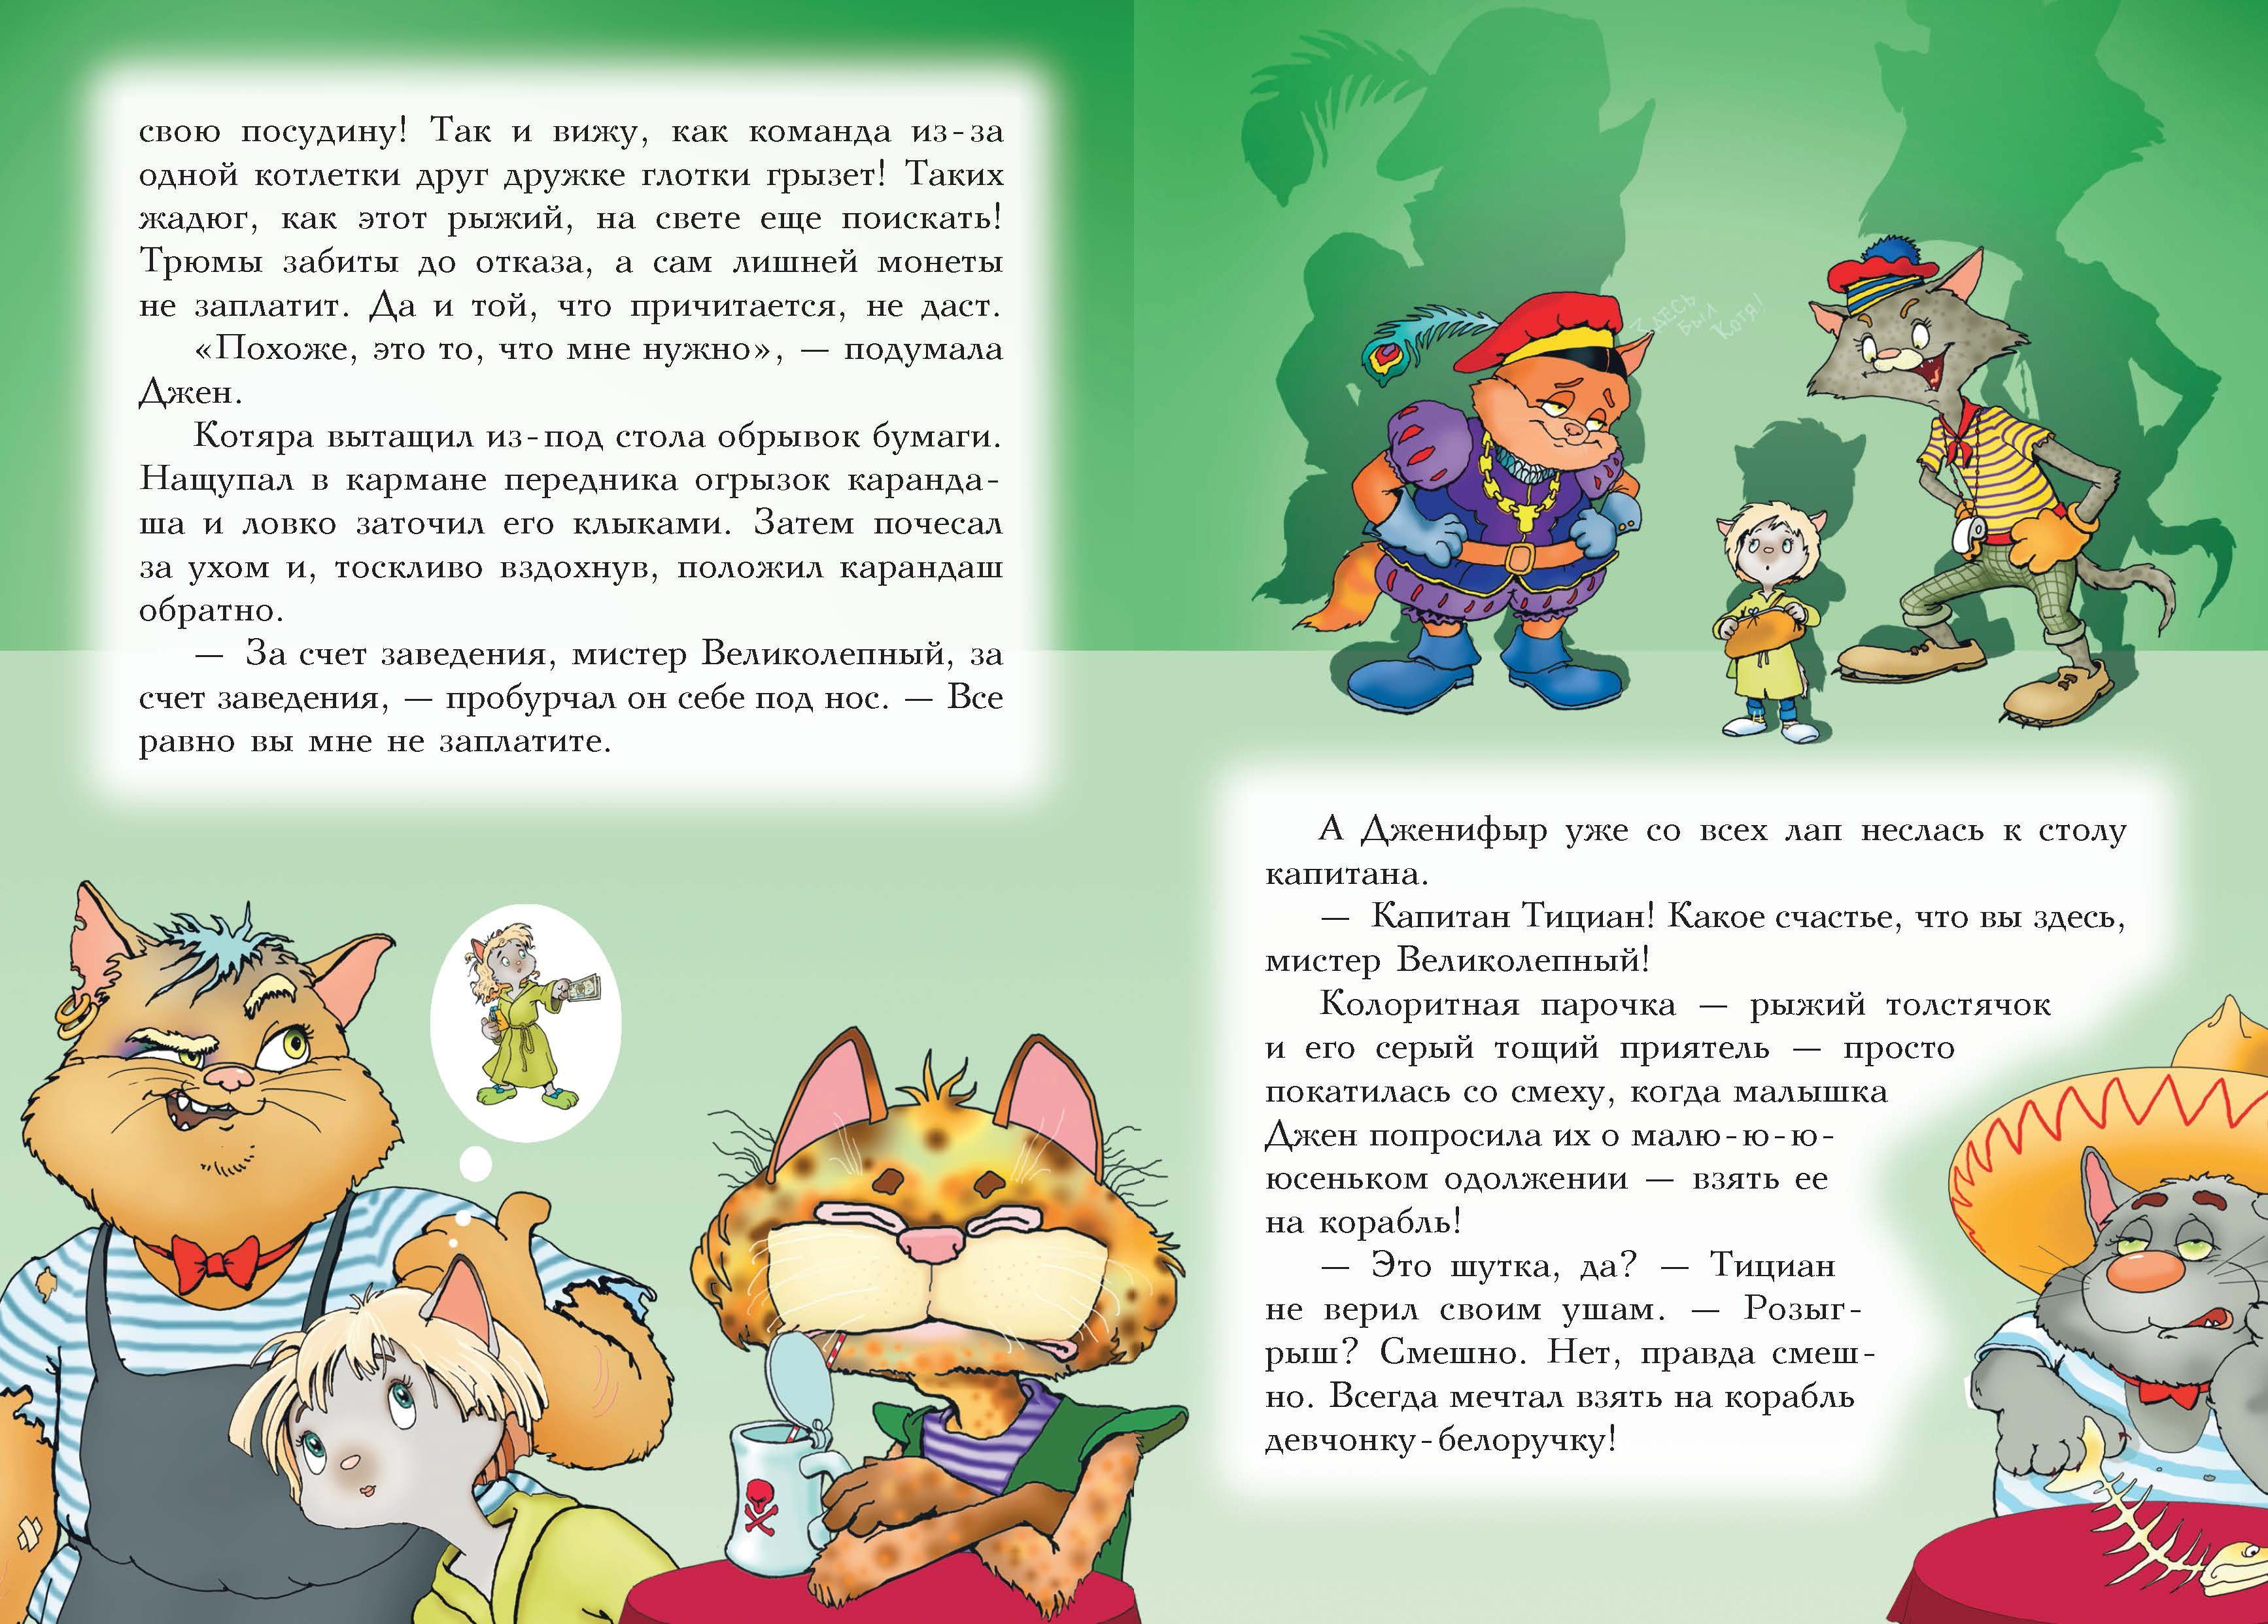 свою посудину! Так и вижу, как команда из-за
одной котлетки друг дружке глотки грызет! Таких
жадюг, как этот рыжий, на свете еще поискать!
Трюмы забиты до отказа, а сам лишней монеты
не заплатит. Да и той, что причитается, не даст.
«Похоже, это то, что мне нужно», — подумала
Джен.
Котяра вытащил из-под стола обрывок бумаги.
Нащупал в кармане передника огрызок каранда-
ша и ловко заточил его клыками. Затем почесал
за ухом и, тоскливо вздохнув, положил карандаш
обратно.
— За счет заведения, мистер Великолепный, за
счет заведения, — пробурчал он себе под нос. — Все
равно вы мне не заплатите.
Здесь
был
Котя!
А Дженифыр уже со всех лап неслась к столу
капитана.
— Капитан Тициан! Какое счастье, что вы здесь,
мистер Великолепный!
Колоритная парочка — рыжий толстячок
и его серый тощий приятель — просто
покатилась со смеху, когда малышка
Джен попросила их о малю-ю-ю-
юсеньком одолжении — взять ее
на корабль!
— Это шутка, да? — Тициан
не верил своим ушам. — Розыг-
рыш? Смешно. Нет, правда смеш-
но. Всегда мечтал взять на корабль
девчонку-белоручку!